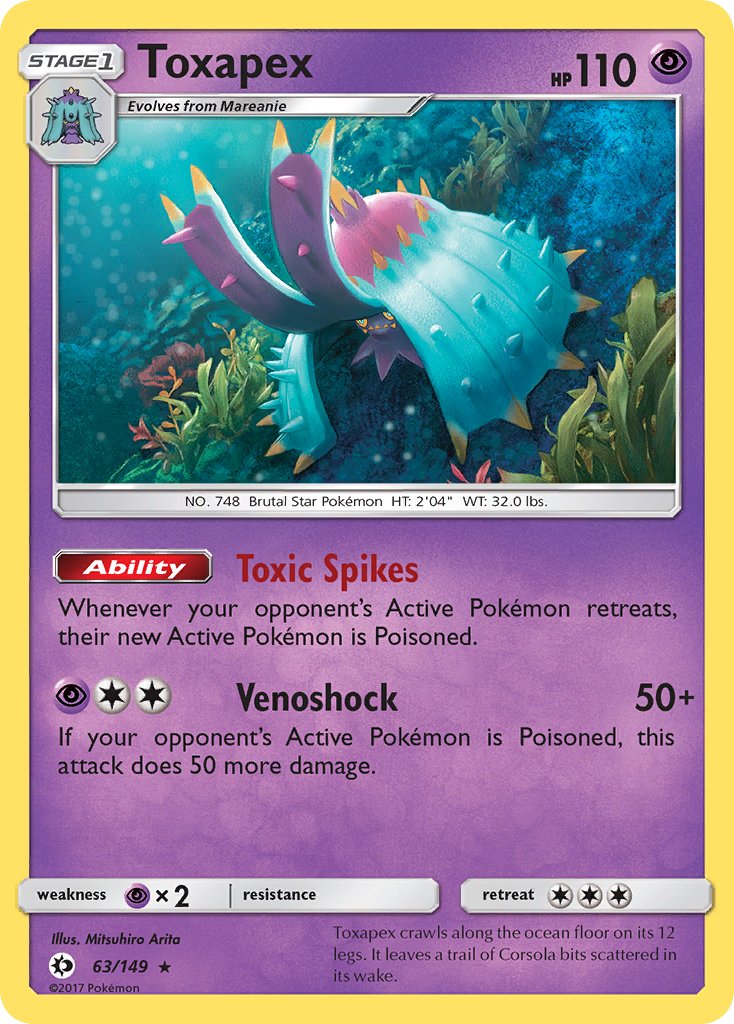 STAGE1
Toxapex
HP 110
Evolves from Mareanie
NO. 748 Brutal Star Pokémon HT: 2'04" WT: 32.0 lbs.
Ability Toxic Spikes
Whenever your opponent's Active Pokémon retreats,
their new Active Pokémon is Poisoned.
Venoshock 50+
If your opponent's Active Pokémon is Poisoned, this
attack does 50 more damage.
weakness ×2 resistance retreat
Illus. Mitsuhiro Arita
63/149 ★
©2017 Pokémon
Toxapex crawls along the ocean floor on its 12
legs. It leaves a trail of Corsola bits scattered in
its wake.